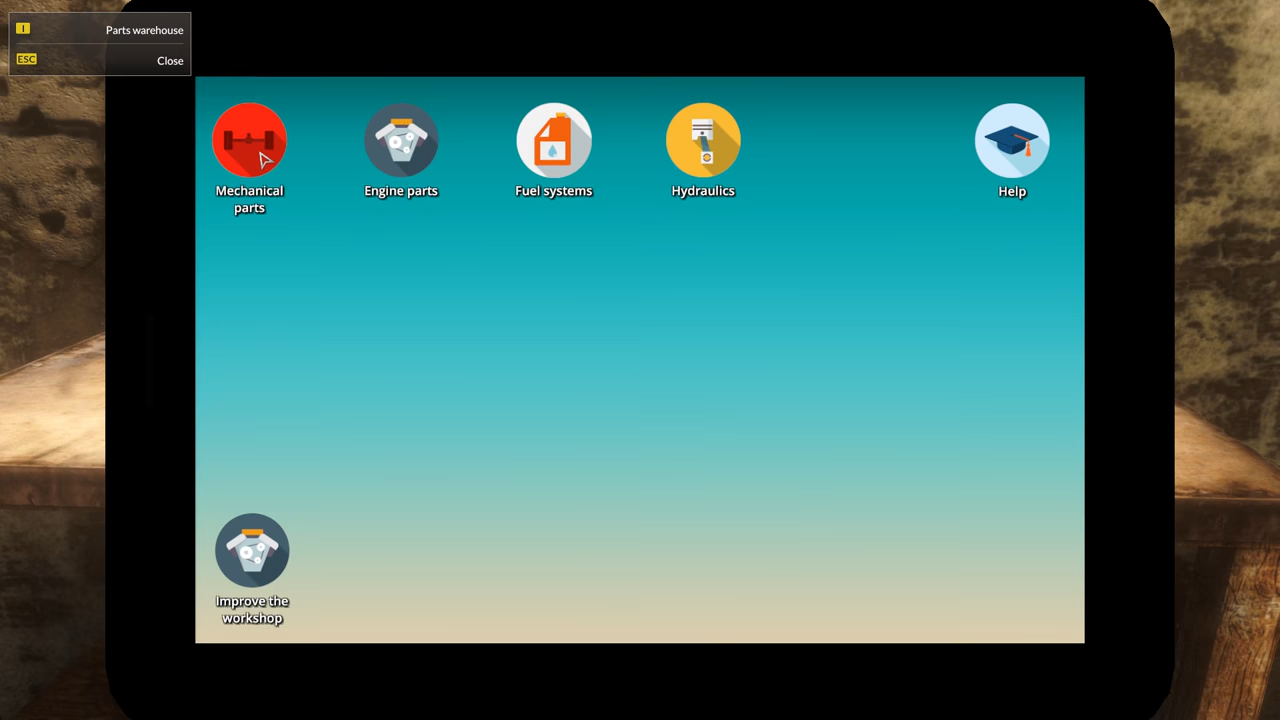 I Parts warehouse
ESC Close
Mechanical
parts
Engine parts
Fuel systems
Hydraulics
Help
Improve the
workshop